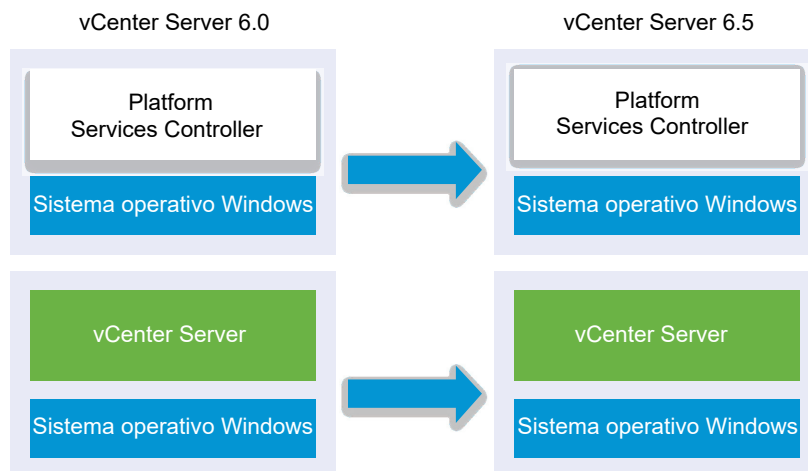 vCenter Server 6.0
vCenter Server 6.5
Platform
Services Controller
Platform
Services Controller
Sistema operativo Windows
Sistema operativo Windows
vCenter Server
vCenter Server
Sistema operativo Windows
Sistema operativo Windows